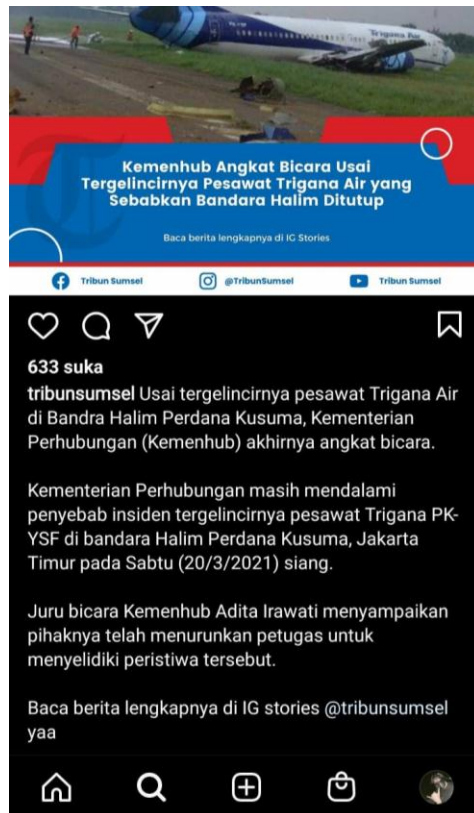 Trigana Air
Kemenhub Angkat Bicara Usai
Tergelincirnya Pesawat Trigana Air yang
Sebabkan Bandara Halim Ditutup
Baca berita lengkapnya di IG Stories
Tribun Sumsel
@TribunSumsel
Tribun Sumsel
633 suka
tribunsumsel Usai tergelincirnya pesawat Trigana Air
di Bandra Halim Perdana Kusuma, Kementerian
Perhubungan (Kemenhub) akhirnya angkat bicara.
Kementerian Perhubungan masih mendalami
penyebab insiden tergelincirnya pesawat Trigana PK-
YSF di bandara Halim Perdana Kusuma, Jakarta
Timur pada Sabtu (20/3/2021) siang.
Juru bicara Kemenhub Adita Irawati menyampaikan
pihaknya telah menurunkan petugas untuk
menyelidiki peristiwa tersebut.
Baca berita lengkapnya di IG stories @tribunsumsel
yaa